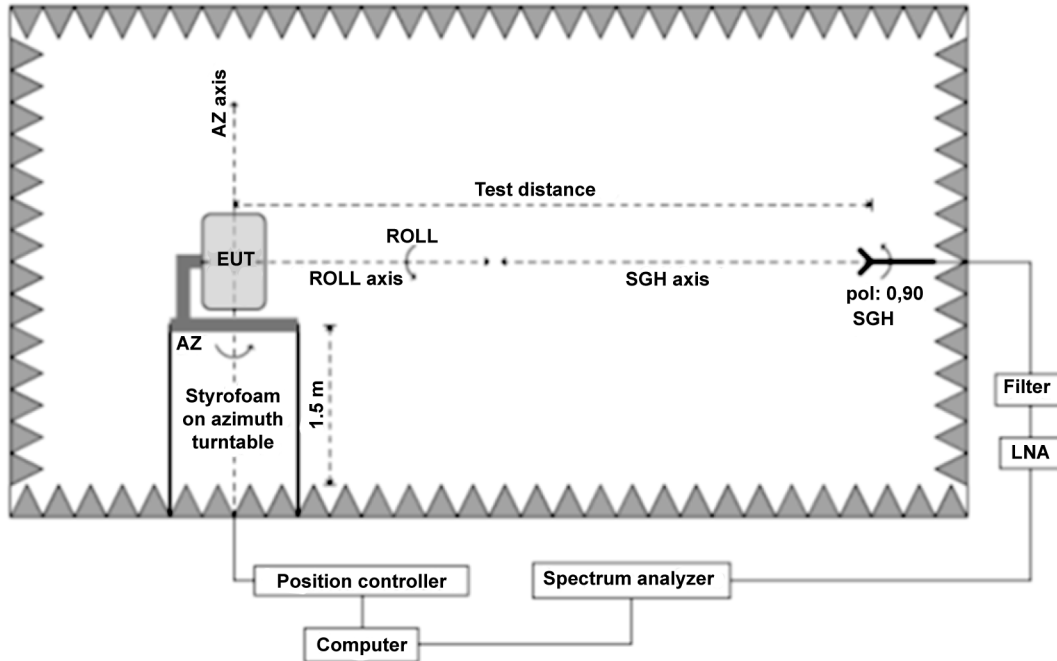 AZ axis
Test distance
EUT
ROLL
ROLL axis
SGH axis
pol: 0,90
SGH
AZ
1.5 m
Styrofoam
on azimuth
turntable
Filter
LNA
Position controller
Spectrum analyzer
Computer